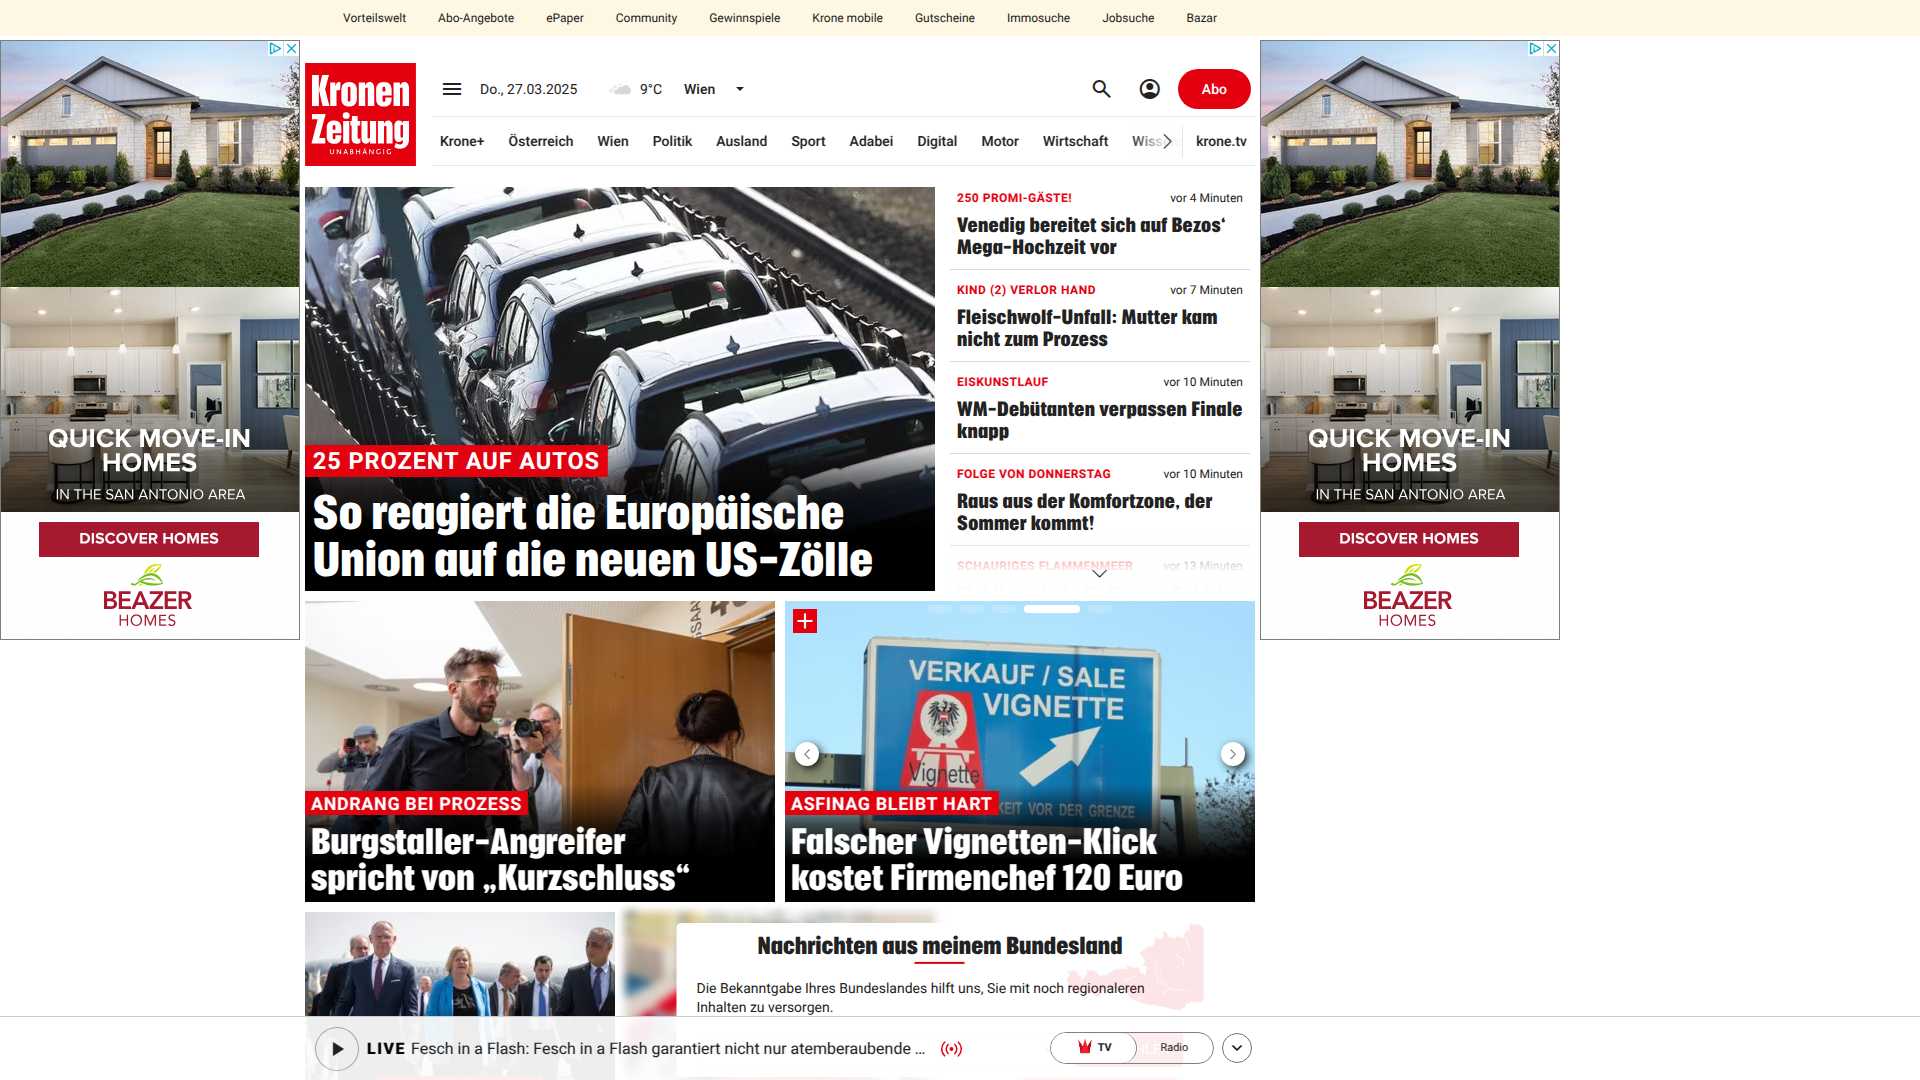 Vorteilswelt Abo-Angebote ePaper Community Gewinnspiele Krone mobile Gutscheine Immosuche Jobsuche Bazar
Kronen
Zeitung
UNABHÄNGIG
Do., 27.03.2025 9°C Wien
Abo
Krone+ Österreich Wien Politik Ausland Sport Adabei Digital Motor Wirtschaft Wiss krone.tv
25 PROZENT AUF AUTOS
So reagiert die Europäische
Union auf die neuen US-Zölle
250 PROMI-GÄSTE! vor 4 Minuten
Venedig bereitet sich auf Bezos‘
Mega-Hochzeit vor
KIND (2) VERLOR HAND vor 7 Minuten
Fleischwolf-Unfall: Mutter kam
nicht zum Prozess
EISKUNSTLAUF vor 10 Minuten
WM-Debütanten verpassen Finale
knapp
FOLGE VON DONNERSTAG vor 10 Minuten
Raus aus der Komfortzone, der
Sommer kommt!
SCHAURIGES FLAMMENMEER vor 13 Minuten
ANDRANG BEI PROZESS
Burgstaller-Angreifer
spricht von „Kurzschluss“
VERKAUF / SALE
VIGNETTE
Vignette
KEIT VOR DER GRENZE
ASFINAG BLEIBT HART
Falscher Vignetten-Klick
kostet Firmenchef 120 Euro
Nachrichten aus meinem Bundesland
Die Bekanntgabe Ihres Bundeslandes hilft uns, Sie mit noch regionaleren
Inhalten zu versorgen.
LIVE Fesch in a Flash: Fesch in a Flash garantiert nicht nur atemberaubende ...
TV Radio
QUICK MOVE-IN
HOMES
IN THE SAN ANTONIO AREA
DISCOVER HOMES
BEAZER
HOMES
QUICK MOVE-IN
HOMES
IN THE SAN ANTONIO AREA
DISCOVER HOMES
BEAZER
HOMES